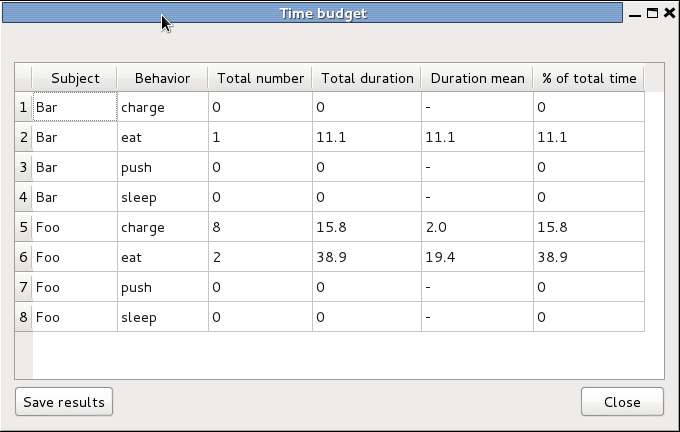 Time budget
Subject Behavior Total number Total duration Duration mean % of total time
1 Bar charge 0 0 - 0
2 Bar eat 1 11.1 11.1 11.1
3 Bar push 0 0 - 0
4 Bar sleep 0 0 - 0
5 Foo charge 8 15.8 2.0 15.8
6 Foo eat 2 38.9 19.4 38.9
7 Foo push 0 0 - 0
8 Foo sleep 0 0 - 0
Save results Close